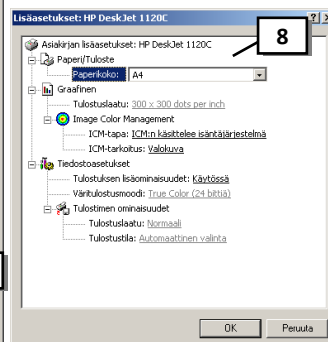 Lisäasetukset: HP DeskJet 1120C
8
Asiakirjan lisäasetukset: HP DeskJet 1120C
Paperi/Tuloste
Paperikoko: A4
Graafinen
Tulostuslaatu: 300 x 300 dots per inch
Image Color Management
ICM-tapa: ICM:n käsittelee isäntäjärjestelmä
ICM-tarkoitus: Valokuva
Tiedostoasetukset
Tulostuksen lisäominaisuudet: Käytössä
Väritulostusmoodi: True Color (24 bittiä)
Tulostimen ominaisuudet
Tulostuslaatu: Normaali
Tulostustila: Automaattinen valinta
OK Peruuta